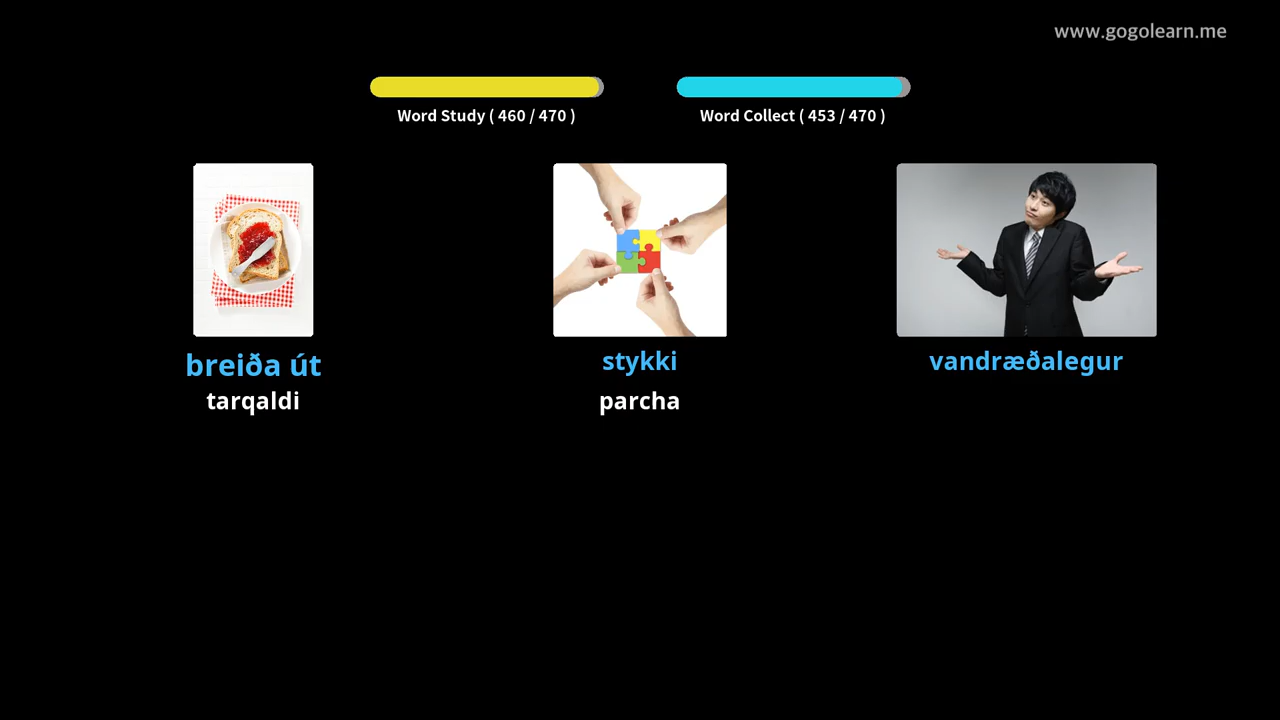 www.gogolearn.me
Word Study ( 460 / 470 )
Word Collect ( 453 / 470 )
breiða út
stykki
vandræðalegur
tarqaldi
parcha